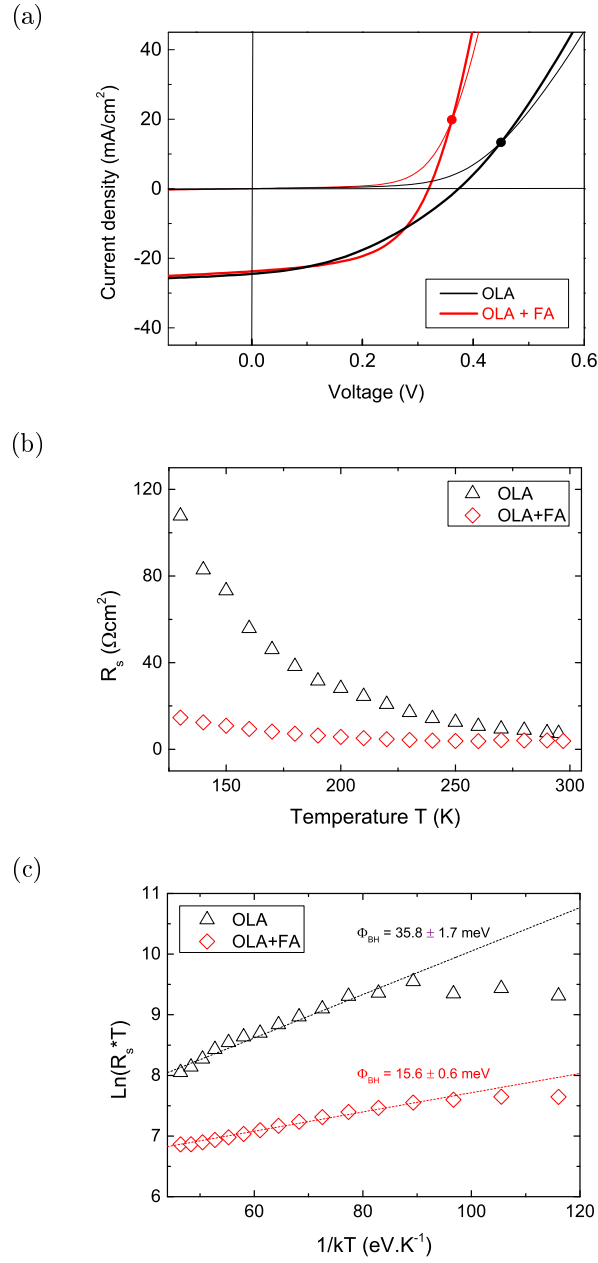 (a)
40
20
0
-20
-40
Current density (mA/cm²)
0.0 0.2 0.4 0.6
Voltage (V)
OLA
OLA + FA
(b)
120
80
40
0
Rₛ (Ωcm²)
150 200 250 300
Temperature T (K)
OLA
OLA+FA
(c)
11
10
9
8
7
6
Ln(Rₛ*T)
OLA
OLA+FA
Φ_BH = 35.8 ± 1.7 meV
Φ_BH = 15.6 ± 0.6 meV
60 80 100 120
1/kT (eV.K⁻¹)